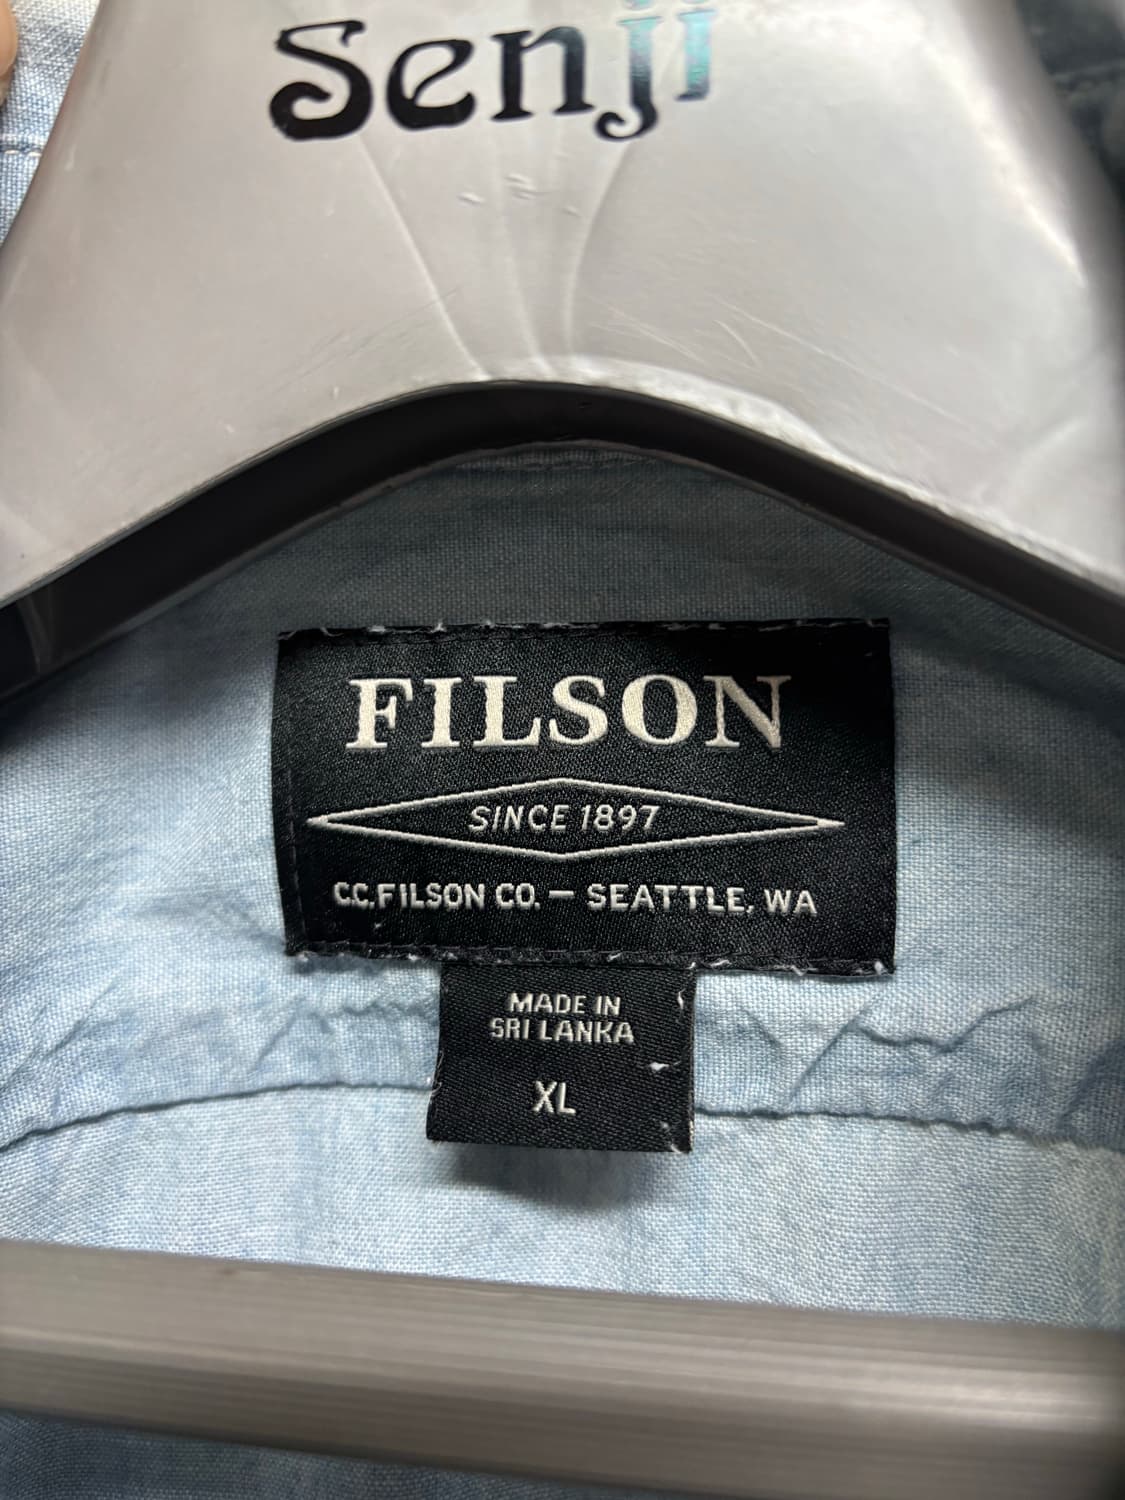 Senji
FILSON
SINCE 1897
C.C.FILSON CO. — SEATTLE, WA
MADE IN
SRI LANKA
XL